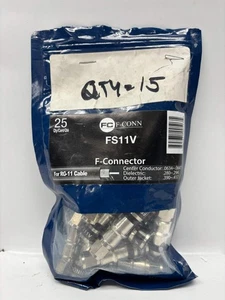 QTY=15
25
FC F-CONN
FS11V
F-Connector
For RG-11 Cable
Center Conductor:
Dielectric:
Outer Jacket: